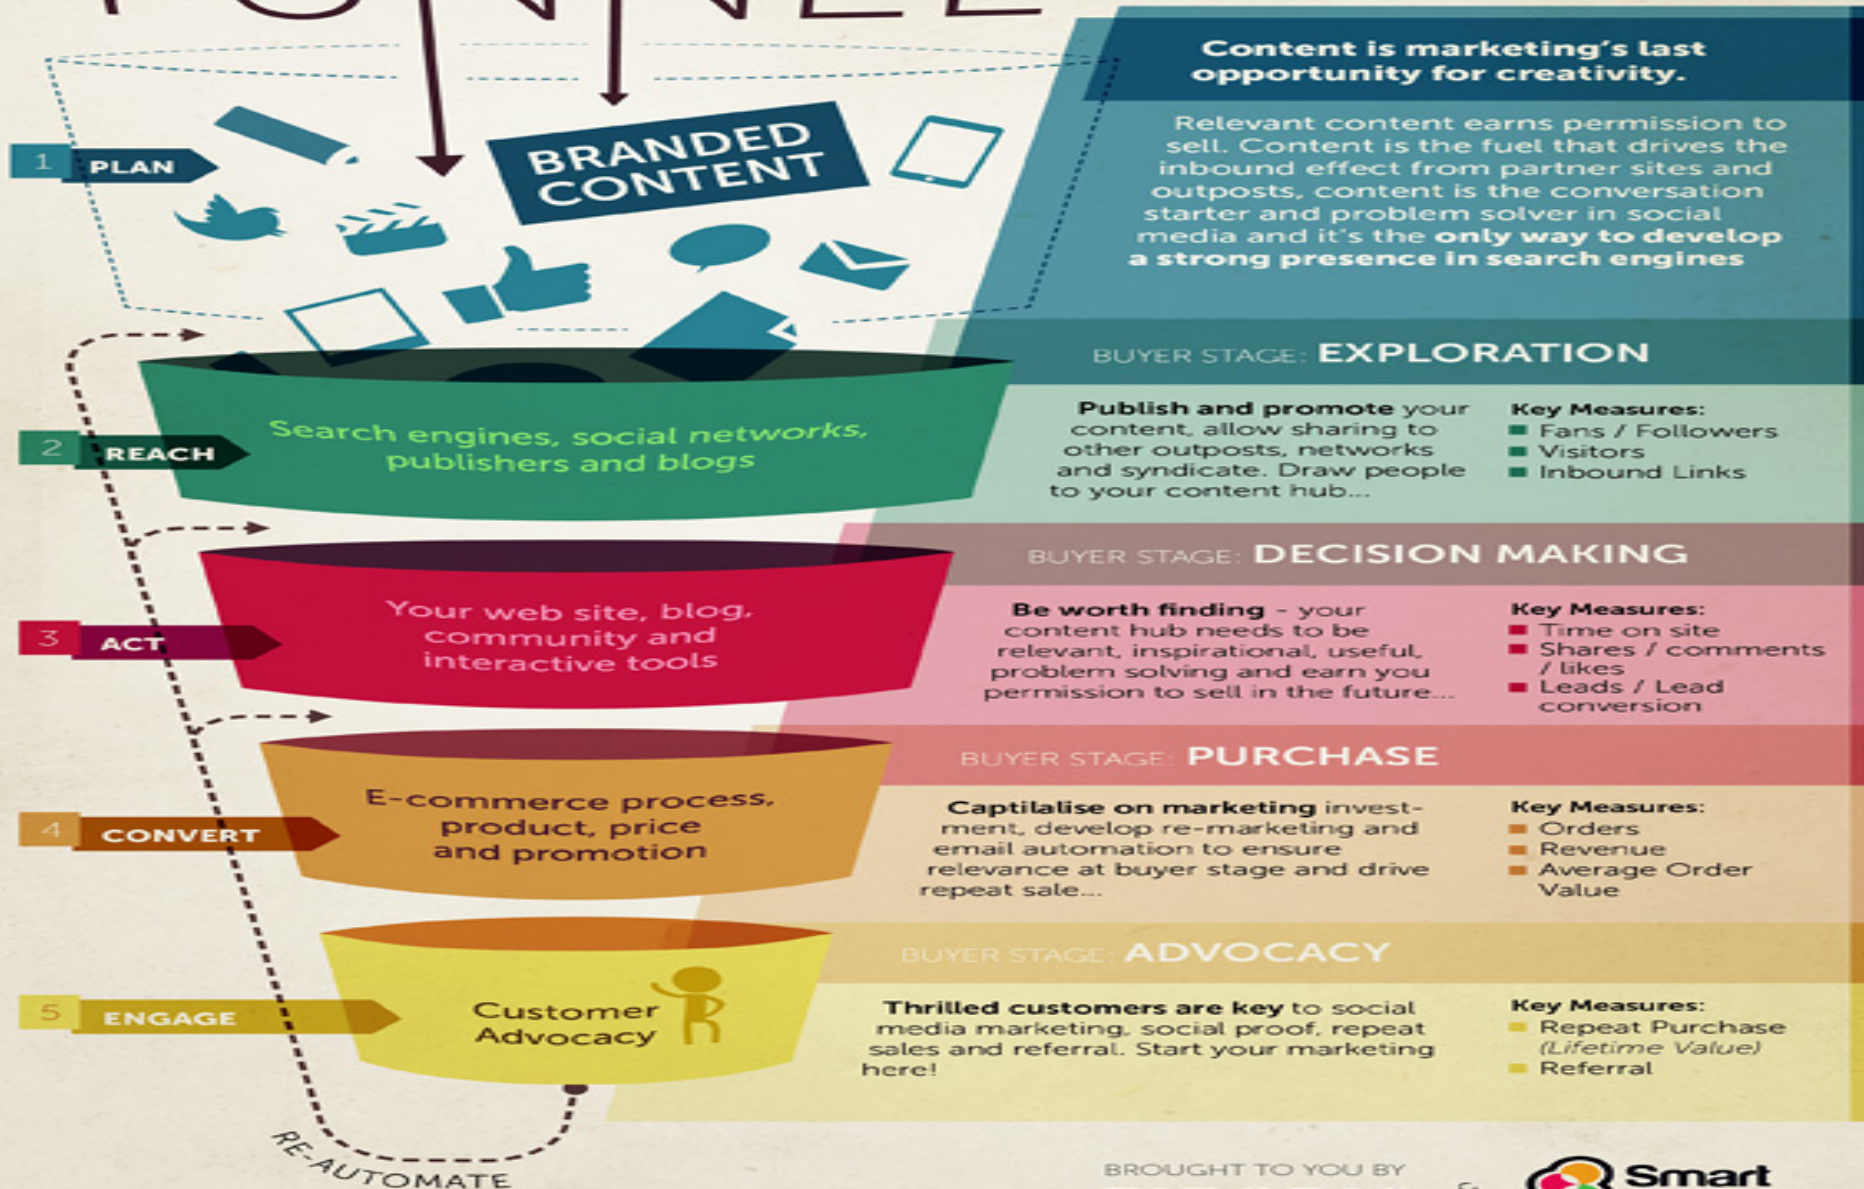 FUNNEL
1 PLAN
BRANDED
CONTENT
Content is marketing's last
opportunity for creativity.
Relevant content earns permission to
sell. Content is the fuel that drives the
inbound effect from partner sites and
outposts, content is the conversation
starter and problem solver in social
media and it's the only way to develop
a strong presence in search engines
2 REACH
Search engines, social networks,
publishers and blogs
BUYER STAGE: EXPLORATION
Publish and promote your
content, allow sharing to
other outposts, networks
and syndicate. Draw people
to your content hub...
Key Measures:
Fans / Followers
Visitors
Inbound Links
3 ACT
Your web site, blog,
community and
interactive tools
BUYER STAGE: DECISION MAKING
Be worth finding - your
content hub needs to be
relevant, inspirational, useful,
problem solving and earn you
permission to sell in the future...
Key Measures:
Time on site
Shares / comments
/ likes
Leads / Lead
conversion
4 CONVERT
E-commerce process,
product, price
and promotion
BUYER STAGE: PURCHASE
Captilalise on marketing invest-
ment, develop re-marketing and
email automation to ensure
relevance at buyer stage and drive
repeat sale...
Key Measures:
Orders
Revenue
Average Order
Value
5 ENGAGE
Customer
Advocacy
BUYER STAGE: ADVOCACY
Thrilled customers are key to social
media marketing, social proof, repeat
sales and referral. Start your marketing
here!
Key Measures:
Repeat Purchase
(Lifetime Value)
Referral
RE-AUTOMATE
BROUGHT TO YOU BY
Smart